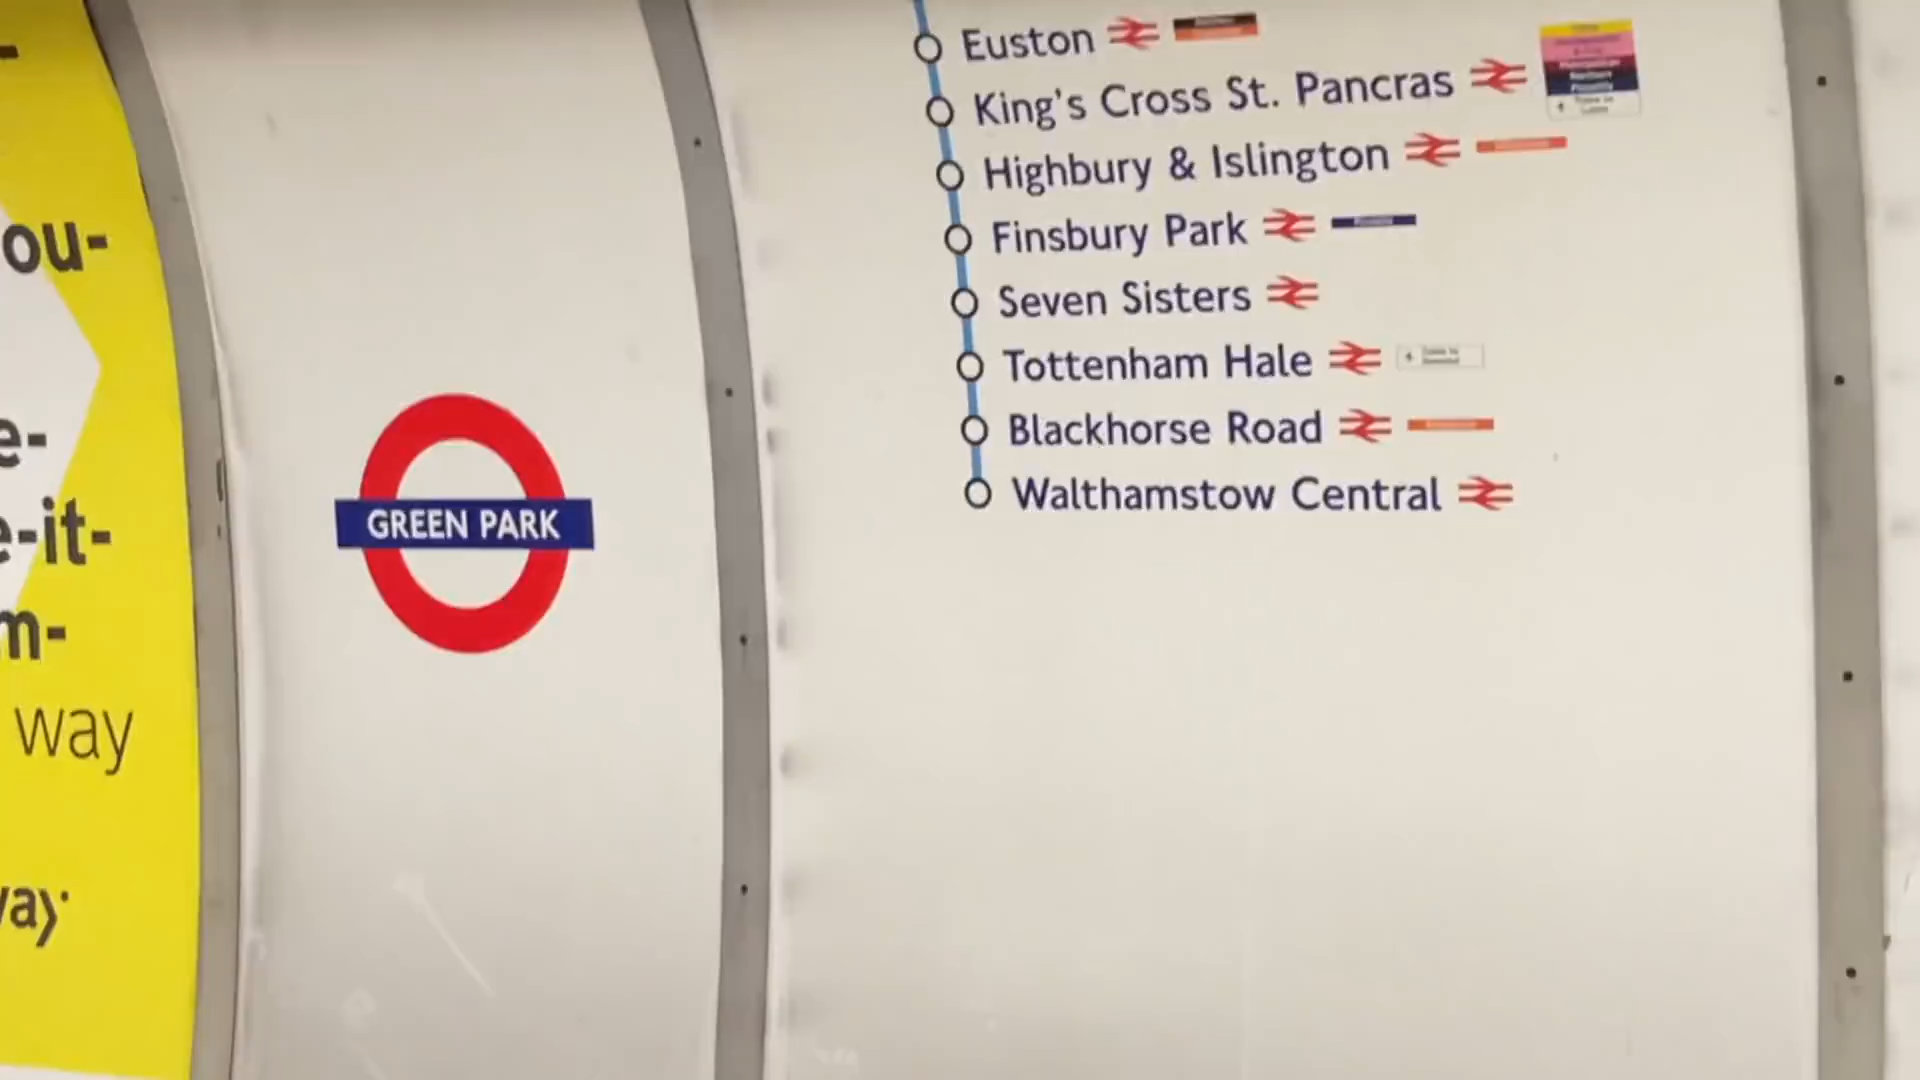 ou-
e-
e-it-
m-
way
way
GREEN PARK
Euston
King's Cross St. Pancras
Highbury & Islington
Finsbury Park
Seven Sisters
Tottenham Hale
Blackhorse Road
Walthamstow Central